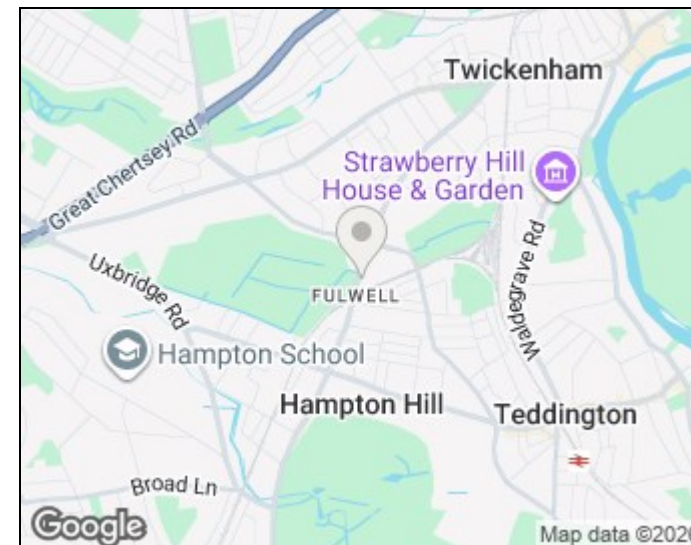 Twickenham
Strawberry Hill
House & Garden
Great Chertsey Rd
Uxbridge Rd
FULWELL
Waldegrave Rd
Hampton School
Hampton Hill
Teddington
Broad Ln
Google
Map data ©2026